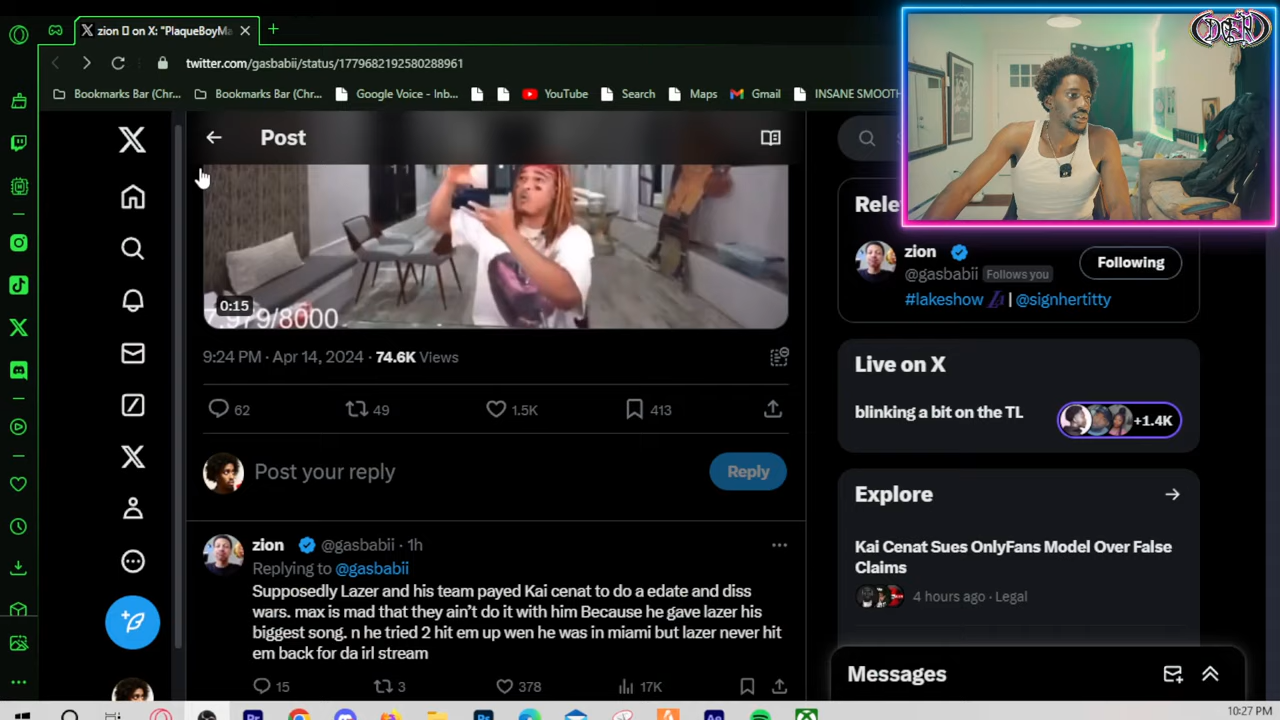 zion on X: "PlaqueBoyMa
twitter.com/gasbabii/status/1779682192580288961
Bookmarks Bar (Chr...
Bookmarks Bar (Chr...
Google Voice - Inb...
YouTube
Search
Maps
Gmail
INSANE SMOOTH
Post
0:15
7.979/8000
9:24 PM · Apr 14, 2024 · 74.6K Views
62
49
1.5K
413
Post your reply
Reply
zion @gasbabii · 1h
Replying to @gasbabii
Supposedly Lazer and his team payed Kai cenat to do a edate and diss
wars. max is mad that they ain't do it with him Because he gave lazer his
biggest song. n he tried 2 hit em up wen he was in miami but lazer never hit
em back for da irl stream
15
3
378
17K
Rele
zion
@gasbabii Follows you
Following
#lakeshow | @signhertitty
Live on X
blinking a bit on the TL
+1.4K
Explore
Kai Cenat Sues OnlyFans Model Over False
Claims
4 hours ago · Legal
Messages
10:27 PM